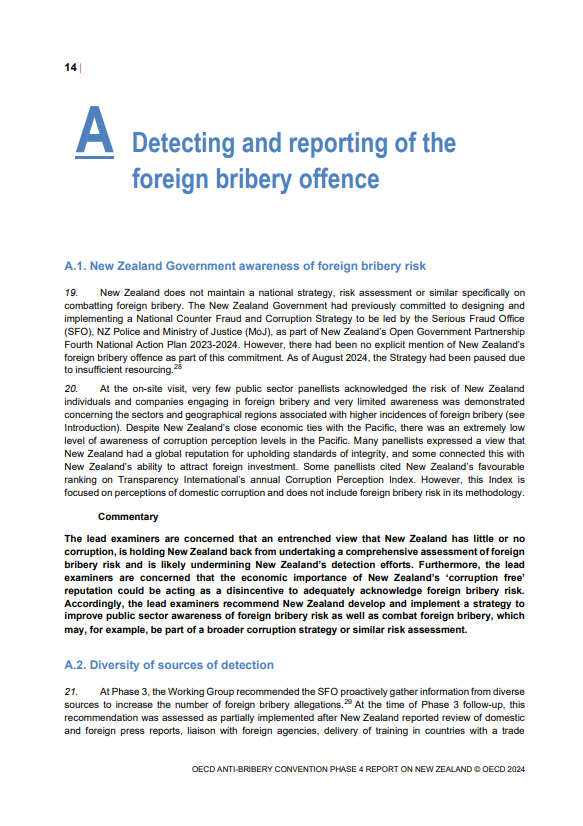 14 |
A
Detecting and reporting of the
foreign bribery offence
A.1. New Zealand Government awareness of foreign bribery risk
19. New Zealand does not maintain a national strategy, risk assessment or similar specifically on
combatting foreign bribery. The New Zealand Government had previously committed to designing and
implementing a National Counter Fraud and Corruption Strategy to be led by the Serious Fraud Office
(SFO), NZ Police and Ministry of Justice (MoJ), as part of New Zealand's Open Government Partnership
Fourth National Action Plan 2023-2024. However, there had been no explicit mention of New Zealand's
foreign bribery offence as part of this commitment. As of August 2024, the Strategy had been paused due
to insufficient resourcing.28
20. At the on-site visit, very few public sector panellists acknowledged the risk of New Zealand
individuals and companies engaging in foreign bribery and very limited awareness was demonstrated
concerning the sectors and geographical regions associated with higher incidences of foreign bribery (see
Introduction). Despite New Zealand's close economic ties with the Pacific, there was an extremely low
level of awareness of corruption perception levels in the Pacific. Many panellists expressed a view that
New Zealand had a global reputation for upholding standards of integrity, and some connected this with
New Zealand's ability to attract foreign investment. Some panellists cited New Zealand's favourable
ranking on Transparency International's annual Corruption Perception Index. However, this Index is
focused on perceptions of domestic corruption and does not include foreign bribery risk in its methodology.
Commentary
The lead examiners are concerned that an entrenched view that New Zealand has little or no
corruption, is holding New Zealand back from undertaking a comprehensive assessment of foreign
bribery risk and is likely undermining New Zealand's detection efforts. Furthermore, the lead
examiners are concerned that the economic importance of New Zealand's 'corruption free'
reputation could be acting as a disincentive to adequately acknowledge foreign bribery risk.
Accordingly, the lead examiners recommend New Zealand develop and implement a strategy to
improve public sector awareness of foreign bribery risk as well as combat foreign bribery, which
may, for example, be part of a broader corruption strategy or similar risk assessment.
A.2. Diversity of sources of detection
21. At Phase 3, the Working Group recommended the SFO proactively gather information from diverse
sources to increase the number of foreign bribery allegations.29 At the time of Phase 3 follow-up, this
recommendation was assessed as partially implemented after New Zealand reported review of domestic
and foreign press reports, liaison with foreign agencies, delivery of training in countries with a trade
OECD ANTI-BRIBERY CONVENTION PHASE 4 REPORT ON NEW ZEALAND © OECD 2024